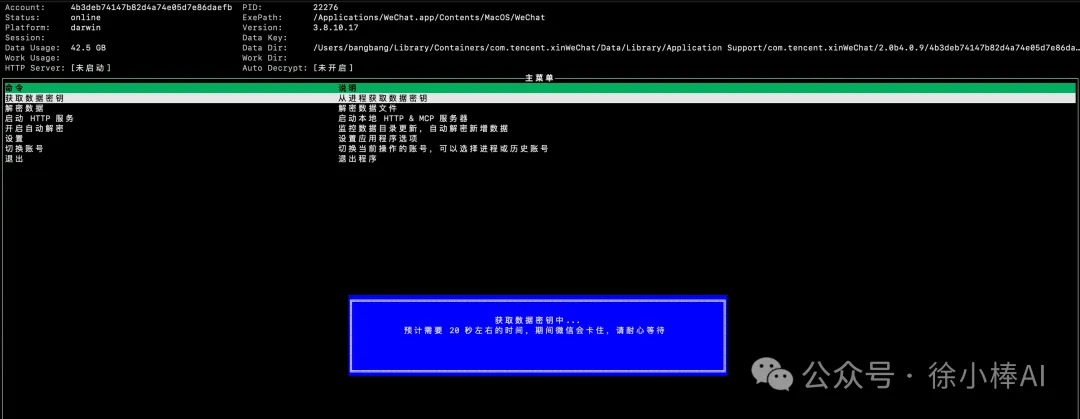 Account: 4b3deb74147b82d4a74e05d7e86daefb PID: 22276
Status: online ExePath: /Applications/WeChat.app/Contents/MacOS/WeChat
Platform: darwin Version: 3.8.10.17
Session: Data Key:
Data Usage: 42.5 GB Data Dir: /Users/bangbang/Library/Containers/com.tencent.xinWeChat/Data/Library/Application Support/com.tencent.xinWeChat/2.0b4.0.9/4b3deb74147b82d4a74e05d7e86da…
Work Usage: Work Dir:
HTTP Server: [未启动] Auto Decrypt: [未开启]
主菜单
命令 说明
获取数据密钥 从进程获取数据密钥
解密数据 解密数据文件
启动 HTTP 服务 启动本地 HTTP & MCP 服务器
开启自动解密 监控数据目录更新，自动解密新增数据
设置 设置应用程序选项
切换账号 切换当前操作的账号，可以选择进程或历史账号
退出 退出程序
获取数据密钥中...
预计需要 20 秒左右的时间，期间微信会卡住，请耐心等待
公众号 · 徐小棒AI